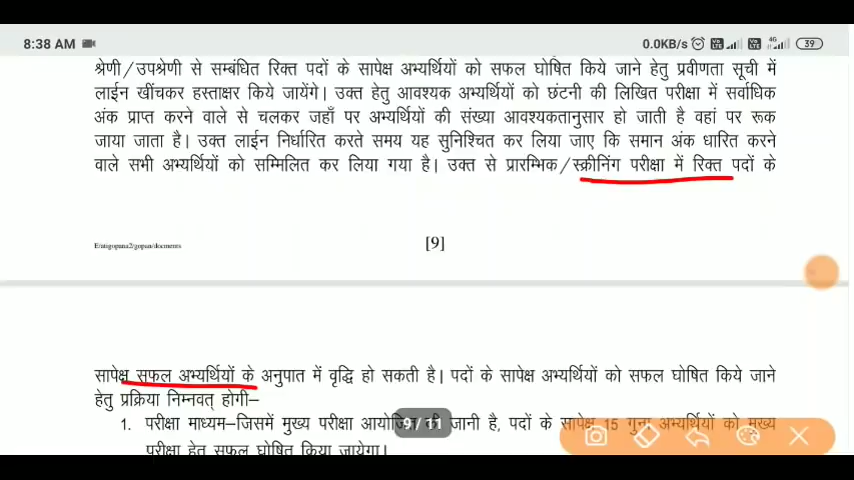 8:38 AM
0.0KB/s 4G 39
श्रेणी/उपश्रेणी से सम्बंधित रिक्त पदों के सापेक्ष अभ्यर्थियों को सफल घोषित किये जाने हेतु प्रवीणता सूची में
लाईन खींचकर हस्ताक्षर किये जायेंगे। उक्त हेतु आवश्यक अभ्यर्थियों को छंटनी की लिखित परीक्षा में सर्वाधिक
अंक प्राप्त करने वाले से चलकर जहाँ पर अभ्यर्थियों की संख्या आवश्यकतानुसार हो जाती है वहां पर रूक
जाया जाता है। उक्त लाईन निर्धारित करते समय यह सुनिश्चित कर लिया जाए कि समान अंक धारित करने
वाले सभी अभ्यर्थियों को सम्मिलित कर लिया गया है। उक्त से प्रारम्भिक/स्क्रीनिंग परीक्षा में रिक्त पदों के
E/atigopana2/gopan/docments [9]
सापेक्ष सफल अभ्यर्थियों के अनुपात में वृद्धि हो सकती है। पदों के सापेक्ष अभ्यर्थियों को सफल घोषित किये जाने
हेतु प्रक्रिया निम्नवत् होगी–
1. परीक्षा माध्यम–जिसमें मुख्य परीक्षा आयोजित की जानी है, पदों के सापेक्ष 15 गुना अभ्यर्थियों को मुख्य
परीक्षा हेतु सफल घोषित किया जायेगा।